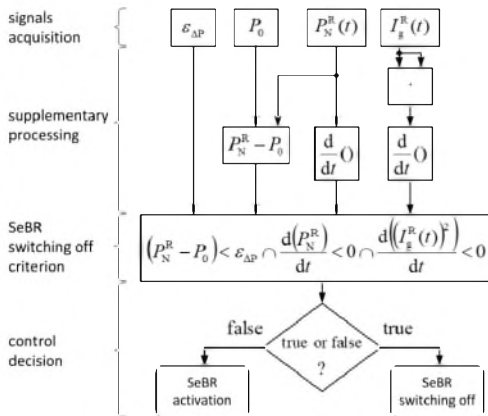 signals
acquisition
ε_ΔP
P_0
P_N^R(t)
I_g^R(t)
supplementary
processing
·
P_N^R − P_0
d/dt ()
d/dt ()
SeBR
switching off
criterion
(P_N^R − P_0) < ε_ΔP ∩ d(P_N^R)/dt < 0 ∩ d((I_g^R(t))^2)/dt < 0
control
decision
false
true
true or false
?
SeBR
activation
SeBR
switching off